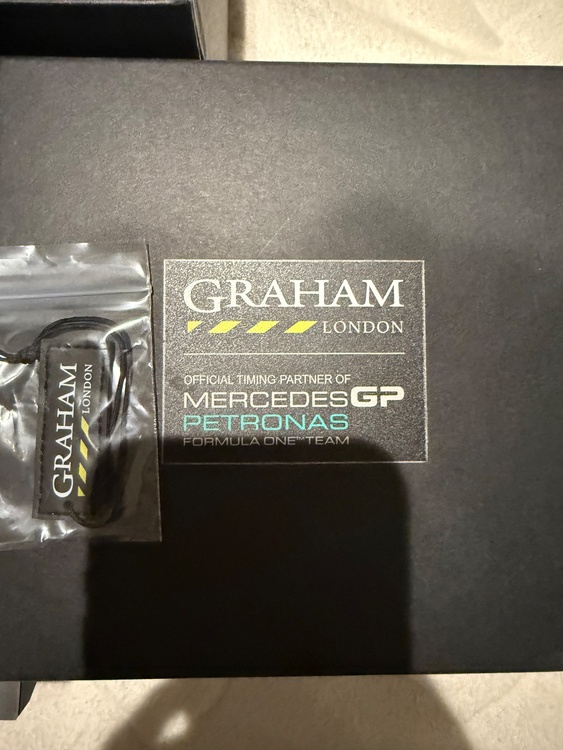 GRAHAM
LONDON
OFFICIAL TIMING PARTNER OF
MERCEDESGP
PETRONAS
FORMULA ONE™ TEAM
GRAHAM
LONDON